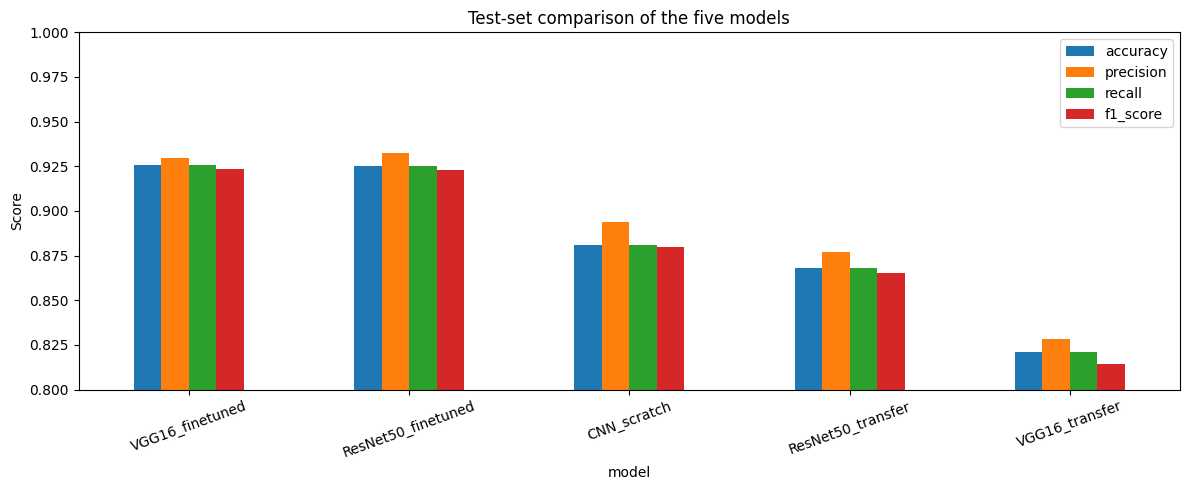 Test-set comparison of the five models
1.000
0.975
0.950
0.925
0.900
0.875
0.850
0.825
0.800
Score
accuracy
precision
recall
f1_score
VGG16_finetuned
ResNet50_finetuned
CNN_scratch
ResNet50_transfer
VGG16_transfer
model